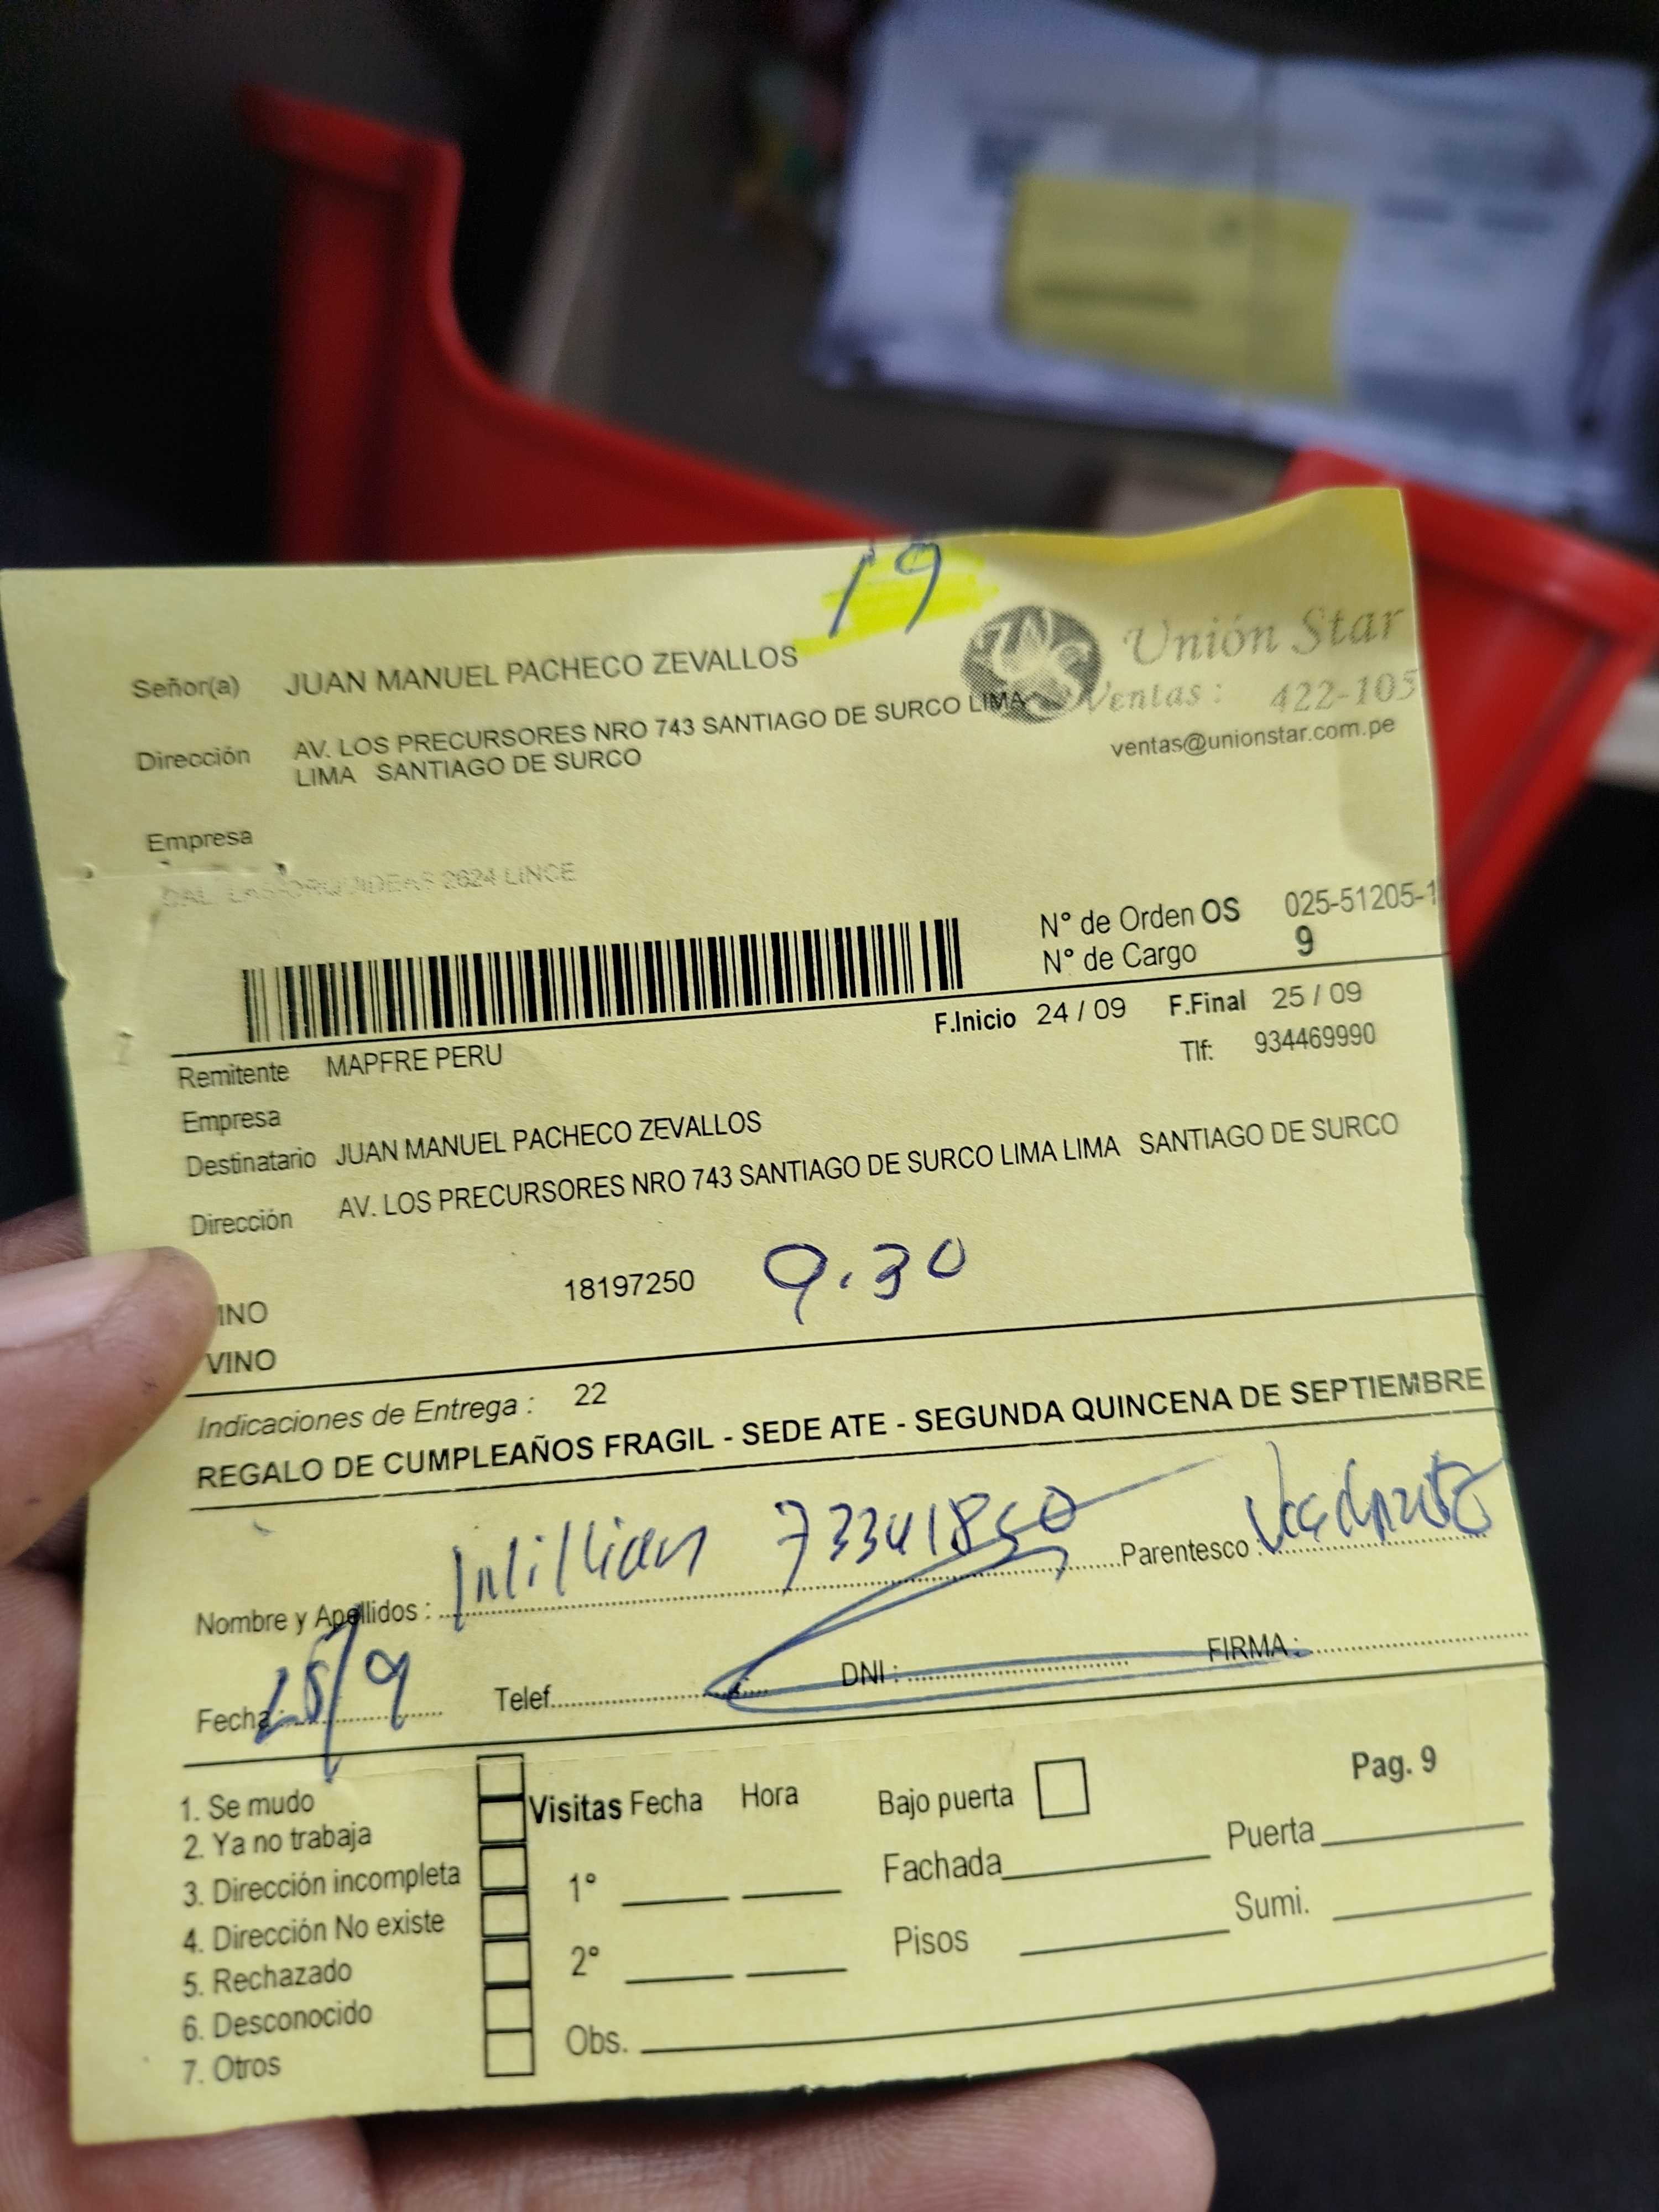 19
Unión Star
Señor(a) JUAN MANUEL PACHECO ZEVALLOS
Ventas : 422-105
Dirección AV. LOS PRECURSORES NRO 743 SANTIAGO DE SURCO LIMA
LIMA SANTIAGO DE SURCO
ventas@unionstar.com.pe
Empresa
2624 LINCE
N° de Orden OS 025-51205-1
N° de Cargo 9
F.Inicio 24 / 09 F.Final 25 / 09
Remitente MAPFRE PERU
Tlf: 934469990
Empresa
Destinatario JUAN MANUEL PACHECO ZEVALLOS
Dirección AV. LOS PRECURSORES NRO 743 SANTIAGO DE SURCO LIMA LIMA SANTIAGO DE SURCO
INO 18197250 9.30
VINO
Indicaciones de Entrega : 22
REGALO DE CUMPLEAÑOS FRAGIL - SEDE ATE - SEGUNDA QUINCENA DE SEPTIEMBRE
Nombre y Apellidos : Willian 73341850 Parentesco :
Fecha : 25/9 Telef. DNI : FIRMA :
Pag. 9
1. Se mudo
2. Ya no trabaja
3. Dirección incompleta
4. Dirección No existe
5. Rechazado
6. Desconocido
7. Otros
Visitas Fecha Hora
1°
2°
Obs.
Bajo puerta
Fachada Puerta
Pisos Sumi.